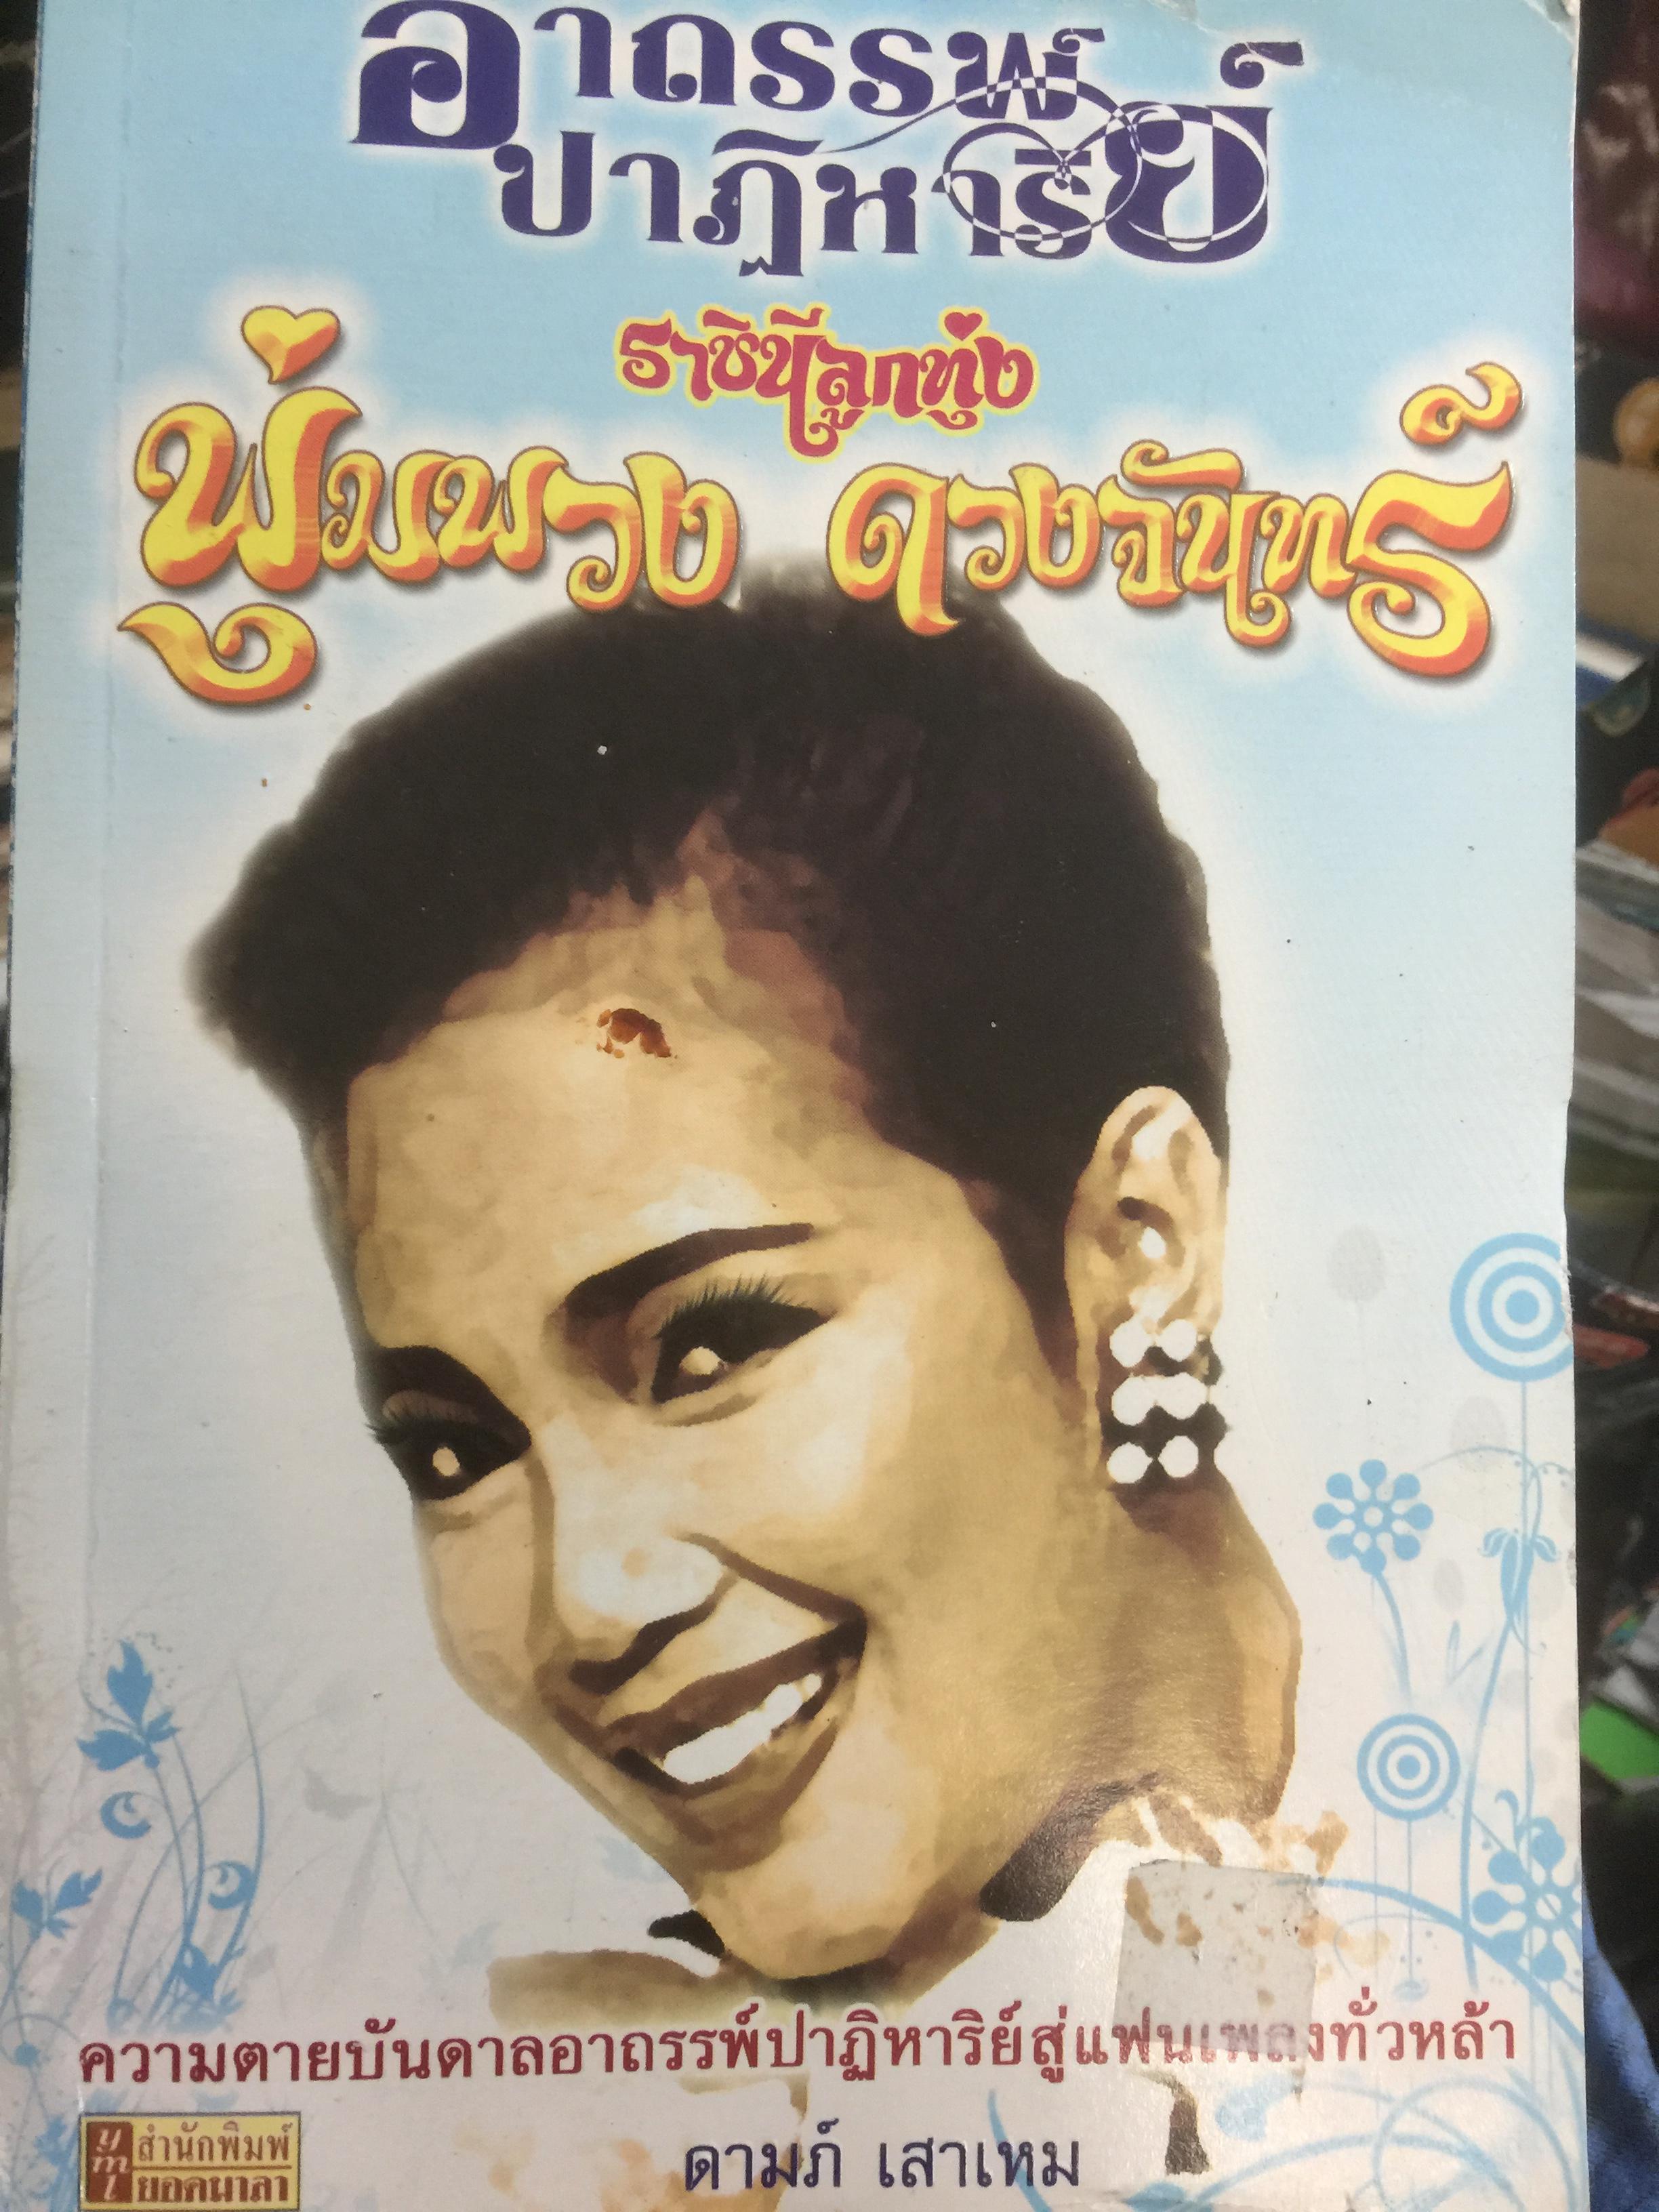 อาถรรพ์
ปาฏิหาริย์
ราชินีลูกทุ่ง
พุ่มพวง ดวงจันทร์
ความตายบันดาลอาถรรพ์ปาฏิหาริย์สู่แฟนเพลงทั่วหล้า
ดามภ์ เสาเหม
สำนักพิมพ์
ยอดมาลา